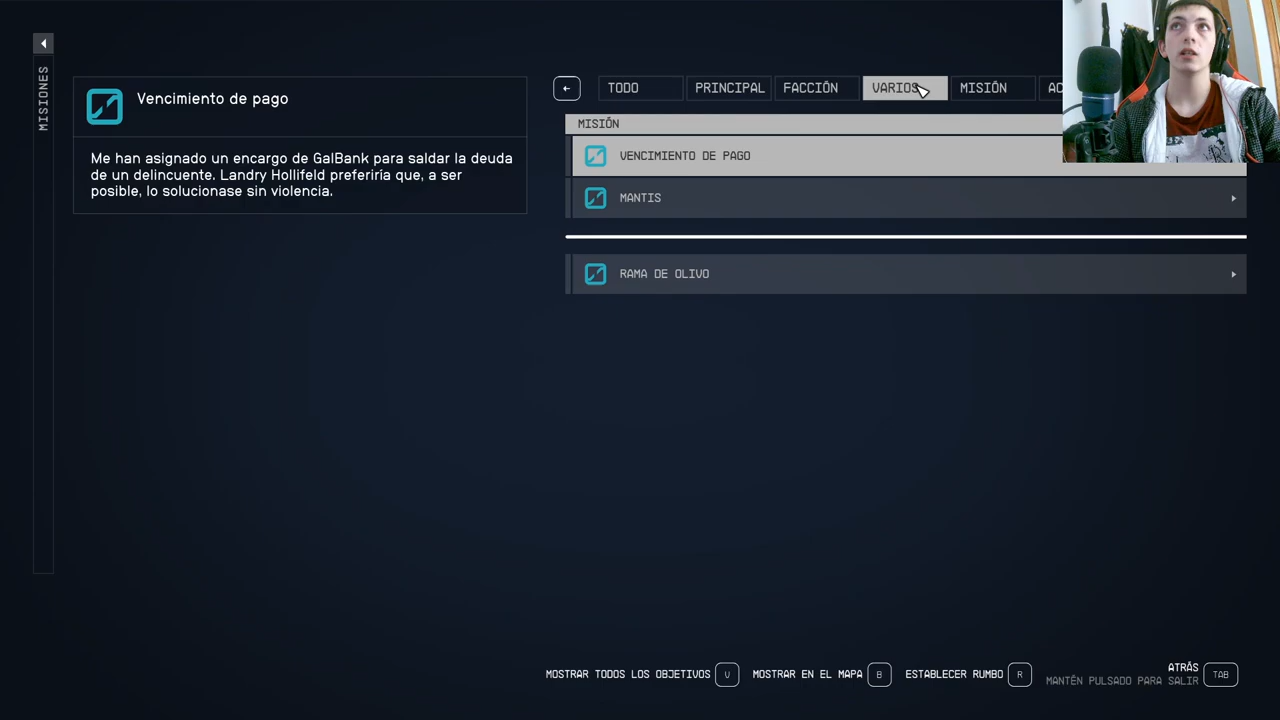 MISIONES
Vencimiento de pago
Me han asignado un encargo de GalBank para saldar la deuda
de un delincuente. Landry Hollifeld preferiría que, a ser
posible, lo solucionase sin violencia.
TODO
PRINCIPAL
FACCIÓN
VARIOS
MISIÓN
AC
MISIÓN
VENCIMIENTO DE PAGO
MANTIS
RAMA DE OLIVO
MOSTRAR TODOS LOS OBJETIVOS U
MOSTRAR EN EL MAPA B
ESTABLECER RUMBO R
ATRÁS
MANTÉN PULSADO PARA SALIR TAB